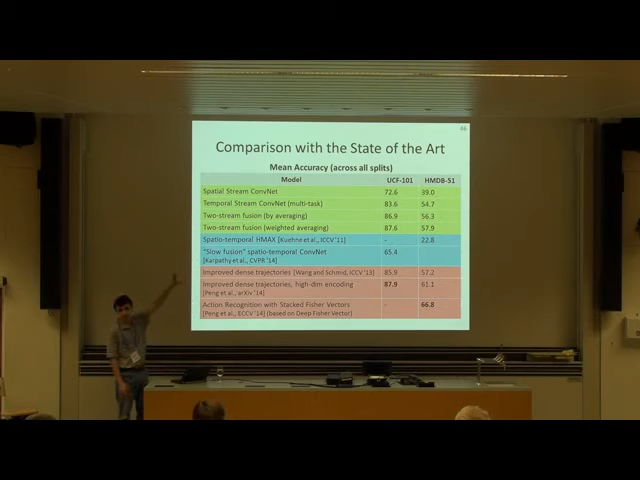 46
Comparison with the State of the Art
Mean Accuracy (across all splits)
Model UCF-101 HMDB-51
Spatial Stream ConvNet 72.6 39.0
Temporal Stream ConvNet (multi-task) 83.6 54.7
Two-stream fusion (by averaging) 86.9 56.3
Two-stream fusion (weighted averaging) 87.6 57.9
Spatio-temporal HMAX [Kuehne et al., ICCV '11] - 22.8
"Slow fusion" spatio-temporal ConvNet 65.4
[Karpathy et al., CVPR '14]
Improved dense trajectories [Wang and Schmid, ICCV '13] 85.9 57.2
Improved dense trajectories, high-dim encoding 87.9 61.1
[Peng et al., arXiv '14]
Action Recognition with Stacked Fisher Vectors - 66.8
[Peng et al., ECCV '14] (based on Deep Fisher Vector)